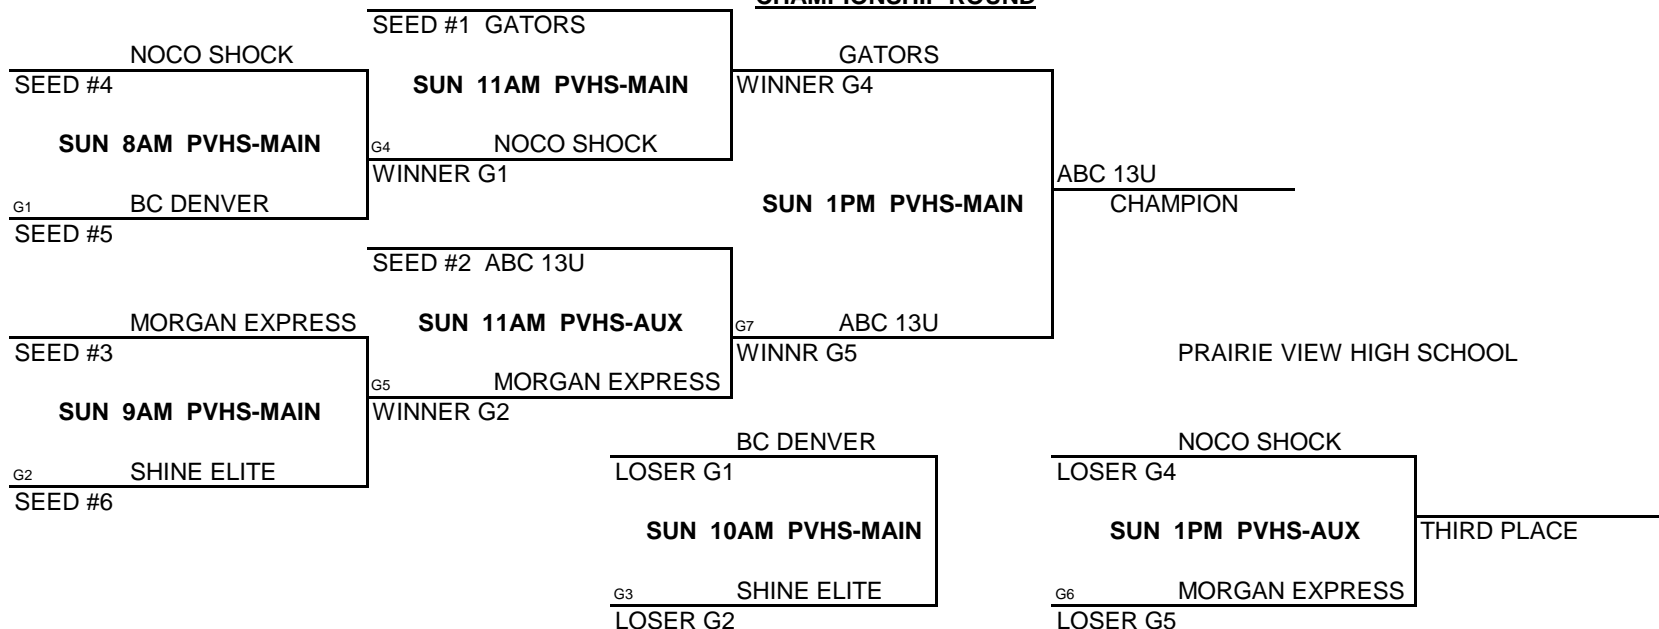 CHAMPIONSHIP ROUND
SEED #1 GATORS
NOCO SHOCK
GATORS
SEED #4
SUN 11AM PVHS-MAIN
WINNER G4
SUN 8AM PVHS-MAIN
G4 NOCO SHOCK
WINNER G1
ABC 13U
G1 BC DENVER
SUN 1PM PVHS-MAIN
CHAMPION
SEED #5
SEED #2 ABC 13U
MORGAN EXPRESS
SUN 11AM PVHS-AUX
G7 ABC 13U
SEED #3
WINNR G5
PRAIRIE VIEW HIGH SCHOOL
G5 MORGAN EXPRESS
SUN 9AM PVHS-MAIN
WINNER G2
BC DENVER
NOCO SHOCK
G2 SHINE ELITE
LOSER G1
LOSER G4
SEED #6
SUN 10AM PVHS-MAIN
SUN 1PM PVHS-AUX
THIRD PLACE
G3 SHINE ELITE
G6 MORGAN EXPRESS
LOSER G2
LOSER G5